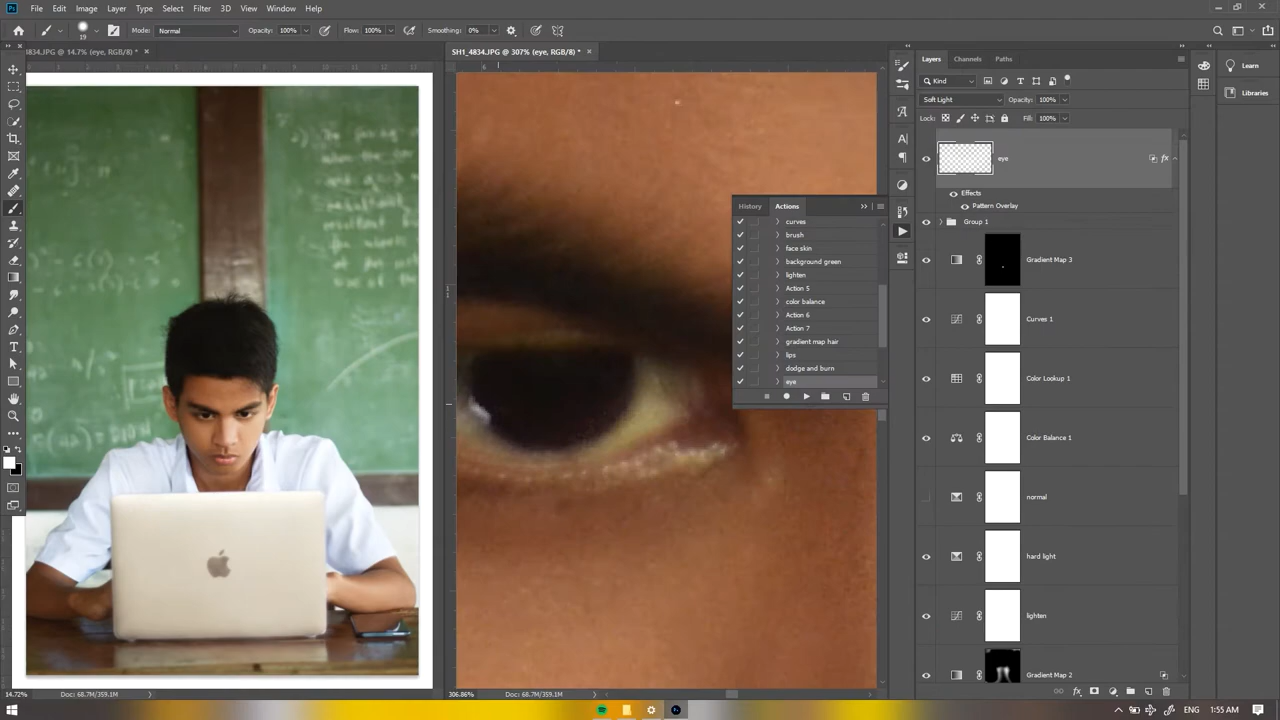 File Edit Image Layer Type Select Filter 3D View Window Help
Mode: Normal Opacity: 100% Flow: 100% Smoothing: 0%
19
4834.JPG @ 14.7% (eye, RGB/8) * ×
SH1_4834.JPG @ 307% (eye, RGB/8) * ×
History Actions
curves
brush
face skin
background green
lighten
Action 5
color balance
Action 6
Action 7
gradient map hair
lips
dodge and burn
eye
Layers Channels Paths
Kind
Soft Light Opacity: 100%
Lock: Fill: 100%
eye fx
Effects
Pattern Overlay
Group 1
Gradient Map 3
Curves 1
Color Lookup 1
Color Balance 1
normal
hard light
lighten
Gradient Map 2
Learn
Libraries
14.72% Doc: 68.7M/359.1M
306.86% Doc: 68.7M/359.1M
ENG 1:55 AM